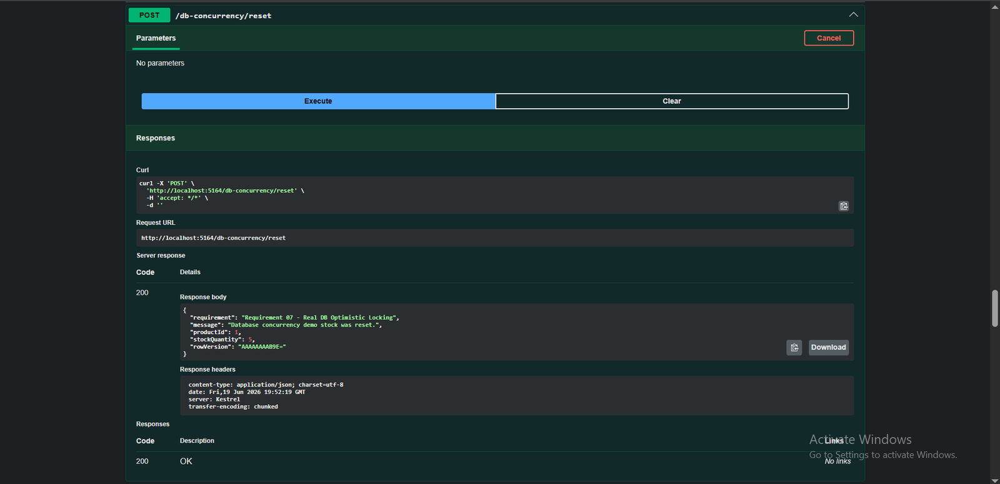 POST /db-concurrency/reset
Parameters
Cancel
No parameters
Execute
Clear
Responses
Curl
curl -X 'POST' \
  'http://localhost:5164/db-concurrency/reset' \
  -H 'accept: */*' \
  -d ''
Request URL
http://localhost:5164/db-concurrency/reset
Server response
Code Details
200
Response body
{
  "requirement": "Requirement 07 - Real DB Optimistic Locking",
  "message": "Database concurrency demo stock was reset.",
  "productId": 1,
  "stockQuantity": 5,
  "rowVersion": "AAAAAAAAB9E="
}
Download
Response headers
content-type: application/json; charset=utf-8
date: Fri,19 Jun 2026 19:52:19 GMT
server: Kestrel
transfer-encoding: chunked
Responses
Code Description Links
200 OK No links
Activate Windows
Go to Settings to activate Windows.